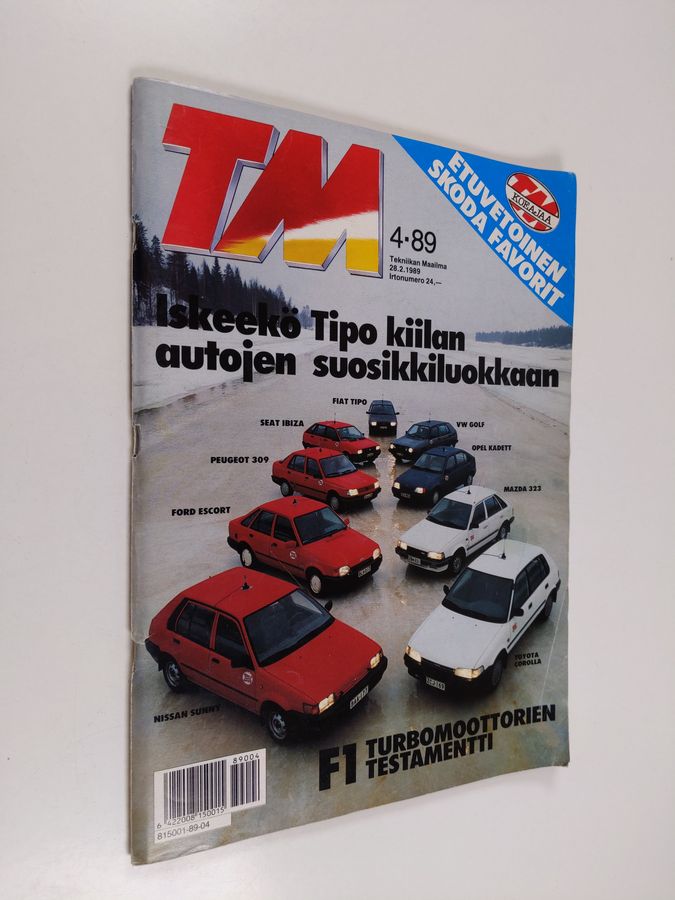 TM
4•89
Tekniikan Maailma
28.2.1989
Irtonumero 24,—
ETUVETOINEN
SKODA FAVORIT
TM
KOEAJAA
Iskeekö Tipo kiilan
autojen suosikkiluokkaan
FIAT TIPO
SEAT IBIZA
VW GOLF
PEUGEOT 309
OPEL KADETT
FORD ESCORT
MAZDA 323
NISSAN SUNNY
TOYOTA
COROLLA
F1 TURBOMOOTTORIEN
TESTAMENTTI
89004
6 422008 150015
815001-89-04